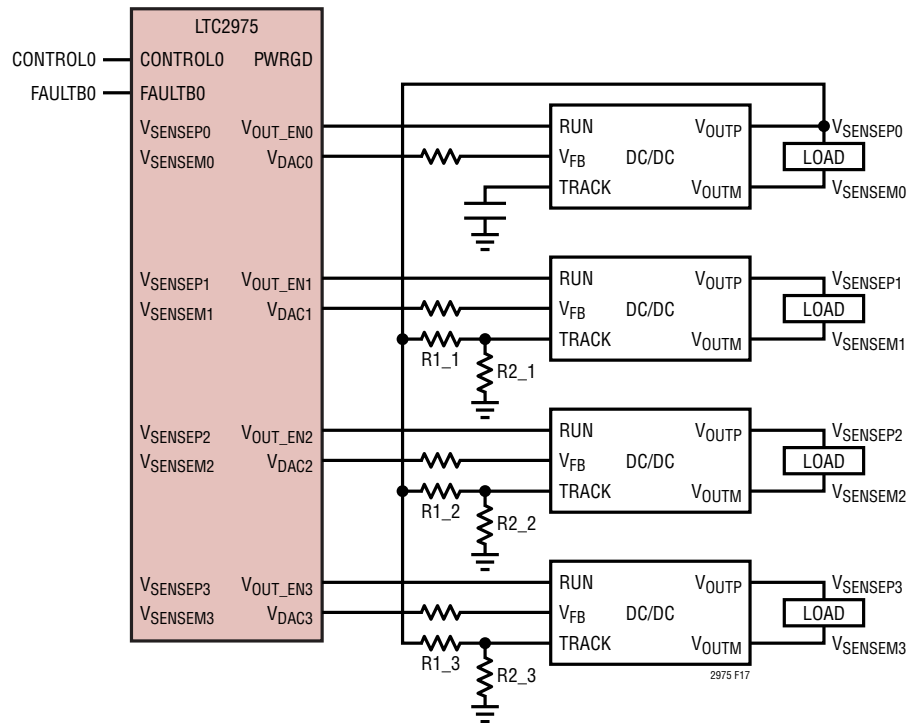 LTC2975
CONTROL0 CONTROL0 PWRGD
FAULTB0 FAULTB0
VSENSEP0 VOUT_EN0 RUN VOUTP VSENSEP0
VSENSEM0 VDAC0 VFB DC/DC LOAD
TRACK VOUTM VSENSEM0
VSENSEP1 VOUT_EN1 RUN VOUTP VSENSEP1
VSENSEM1 VDAC1 VFB DC/DC LOAD
TRACK VOUTM VSENSEM1
R1_1
R2_1
VSENSEP2 VOUT_EN2 RUN VOUTP VSENSEP2
VSENSEM2 VDAC2 VFB DC/DC LOAD
TRACK VOUTM VSENSEM2
R1_2
R2_2
VSENSEP3 VOUT_EN3 RUN VOUTP VSENSEP3
VSENSEM3 VDAC3 VFB DC/DC LOAD
TRACK VOUTM VSENSEM3
R1_3
R2_3
2975 F17